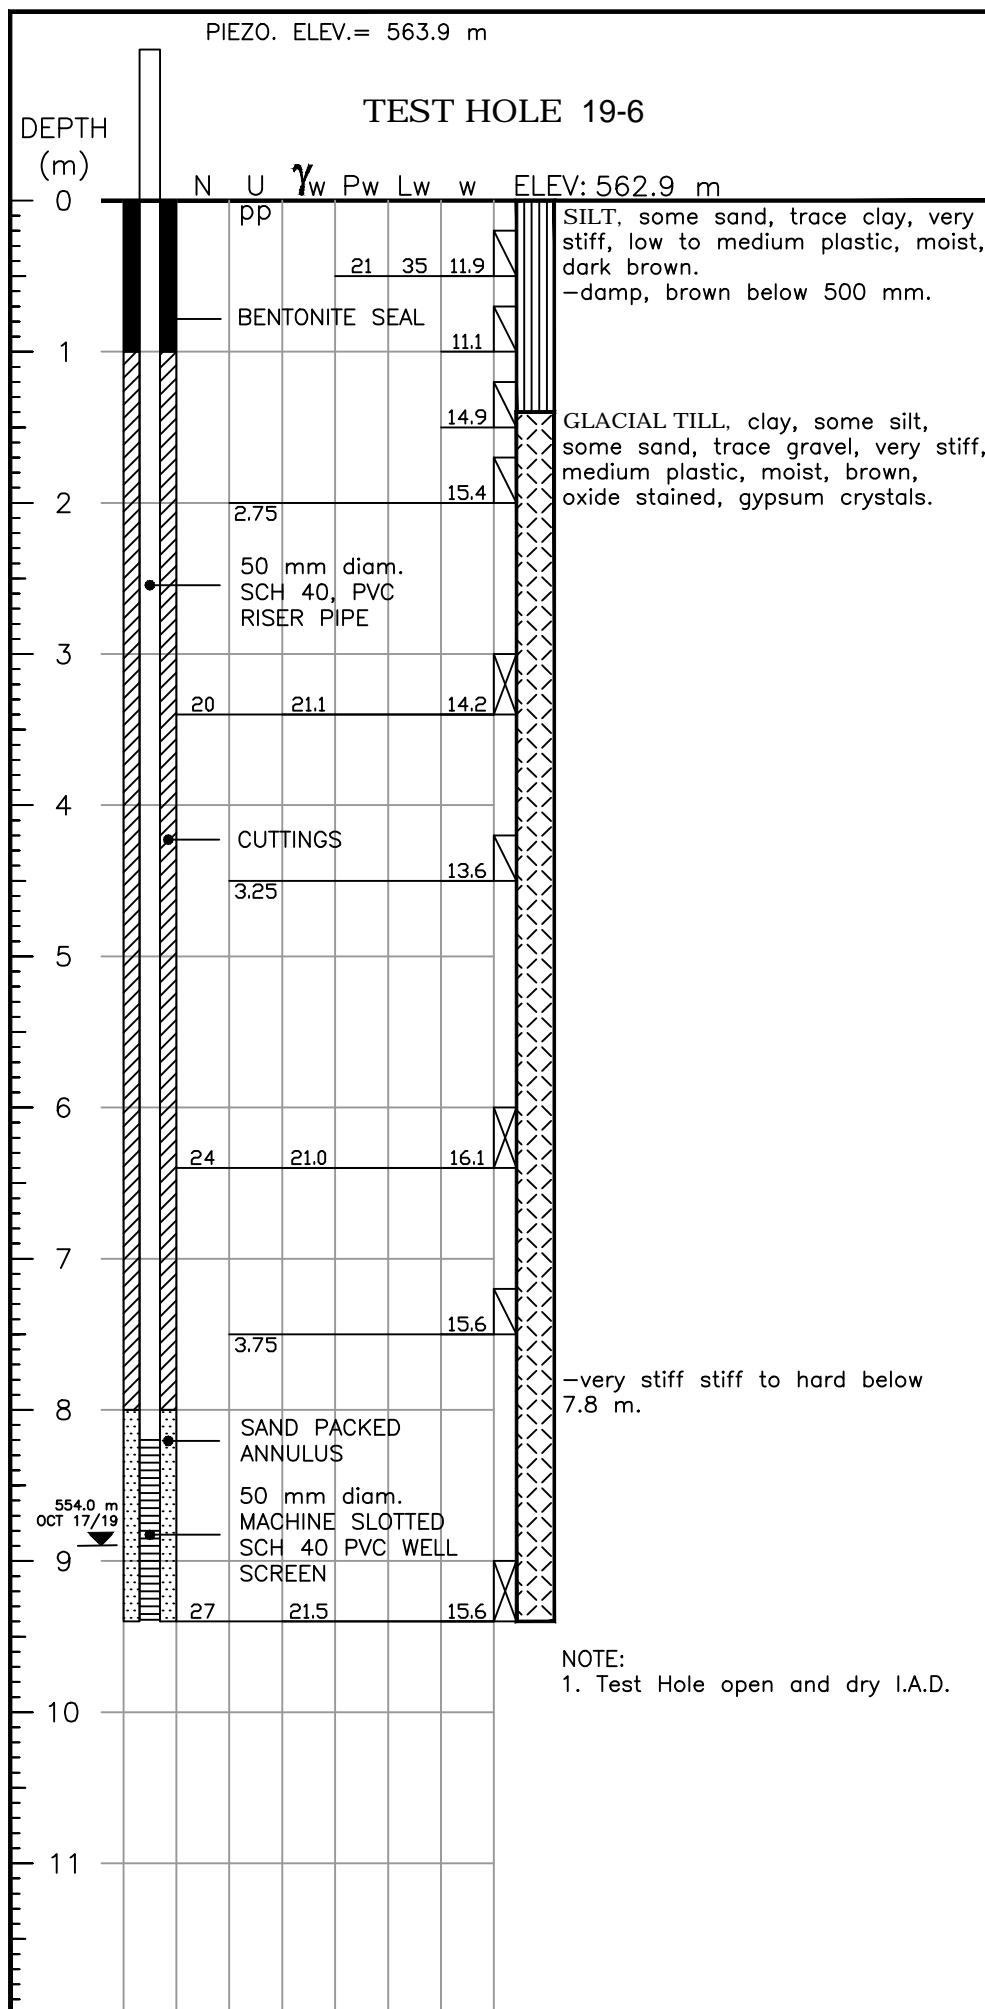 PIEZO. ELEV.= 563.9 m
TEST HOLE 19-6
DEPTH
(m)
N U γw Pw Lw w ELEV: 562.9 m
pp
0
SILT, some sand, trace clay, very
stiff, low to medium plastic, moist,
dark brown.
-damp, brown below 500 mm.
21 35 11.9
BENTONITE SEAL
11.1
1
14.9
GLACIAL TILL, clay, some silt,
some sand, trace gravel, very stiff,
medium plastic, moist, brown,
oxide stained, gypsum crystals.
15.4
2
2.75
50 mm diam.
SCH 40, PVC
RISER PIPE
3
20 21.1 14.2
4
CUTTINGS
13.6
3.25
5
6
24 21.0 16.1
7
15.6
3.75
-very stiff stiff to hard below
7.8 m.
8
SAND PACKED
ANNULUS
50 mm diam.
MACHINE SLOTTED
SCH 40 PVC WELL
SCREEN
554.0 m
OCT 17/19
9
27 21.5 15.6
NOTE:
1. Test Hole open and dry I.A.D.
10
11